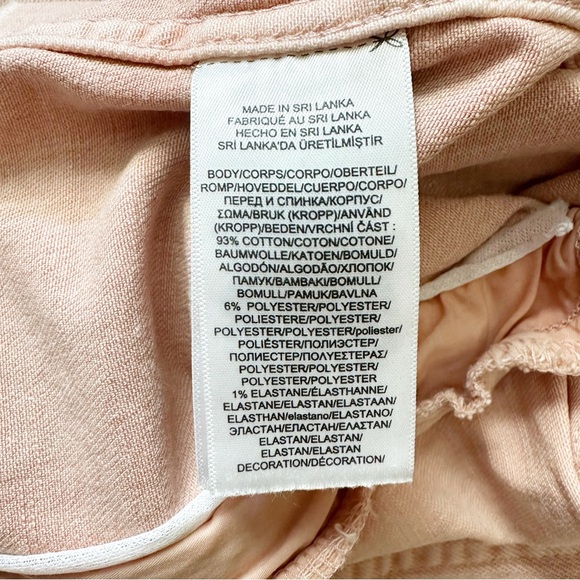 MADE IN SRI LANKA
FABRIQUÉ AU SRI LANKA
HECHO EN SRI LANKA
SRİ LANKA'DA ÜRETİLMİŞTİR
BODY/CORPS/CORPO/OBERTEIL/
ROMP/HOVEDDEL/CUERPO/CORPO/
ПЕРЕД И СПИНКА/КОРПУС/
ΣΩΜΑ/BRUK (KROPP)/ANVÄND
(KROPP)/BEDEN/VRCHNÍ ČÁST :
93% COTTON/COTON/COTONE/
BAUMWOLLE/KATOEN/BOMULD/
ALGODÓN/ALGODÃO/ХЛОПОК/
ПАМУК/ΒΑΜΒΑΚΙ/BOMULL/
BOMULL/PAMUK/BAVLNA
6% POLYESTER/POLYESTER/
POLIESTERE/POLYESTER/
POLYESTER/POLYESTER/poliester/
POLIÉSTER/ПОЛИЭСТЕР/
ПОЛИЕСТЕР/ΠΟΛΥΕΣΤΕΡΑΣ/
POLYESTER/POLYESTER/
POLYESTER/POLYESTER
1% ELASTANE/ÉLASTHANNE/
ELASTANE/ELASTAN/ELASTAAN/
ELASTHAN/elastano/ELASTANO/
ЭЛАСТАН/ЕЛАСТАН/ΕΛΑΣΤΑΝ/
ELASTAN/ELASTAN/
ELASTAN/ELASTAN
DECORATION/DÉCORATION/